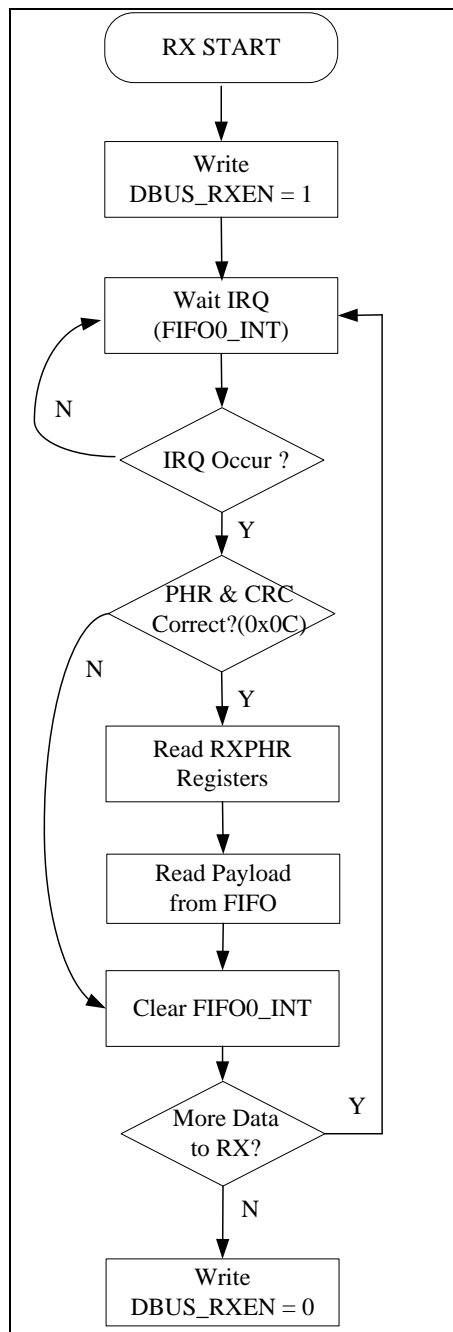 RX START
Write
DBUS_RXEN = 1
Wait IRQ
(FIFO0_INT)
N
IRQ Occur ?
Y
PHR & CRC
Correct?(0x0C)
N
Y
Read RXPHR
Registers
Read Payload
from FIFO
Clear FIFO0_INT
More Data
to RX?
Y
N
Write
DBUS_RXEN = 0